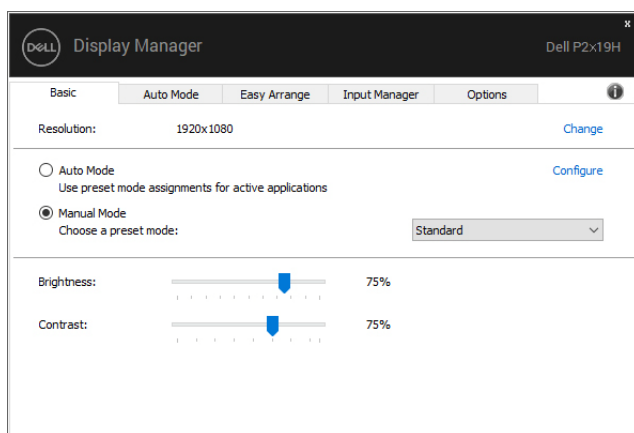 x
DELL Display Manager Dell P2x19H
Basic Auto Mode Easy Arrange Input Manager Options
Resolution: 1920x1080 Change
Auto Mode Configure
Use preset mode assignments for active applications
Manual Mode
Choose a preset mode: Standard
Brightness: 75%
Contrast: 75%